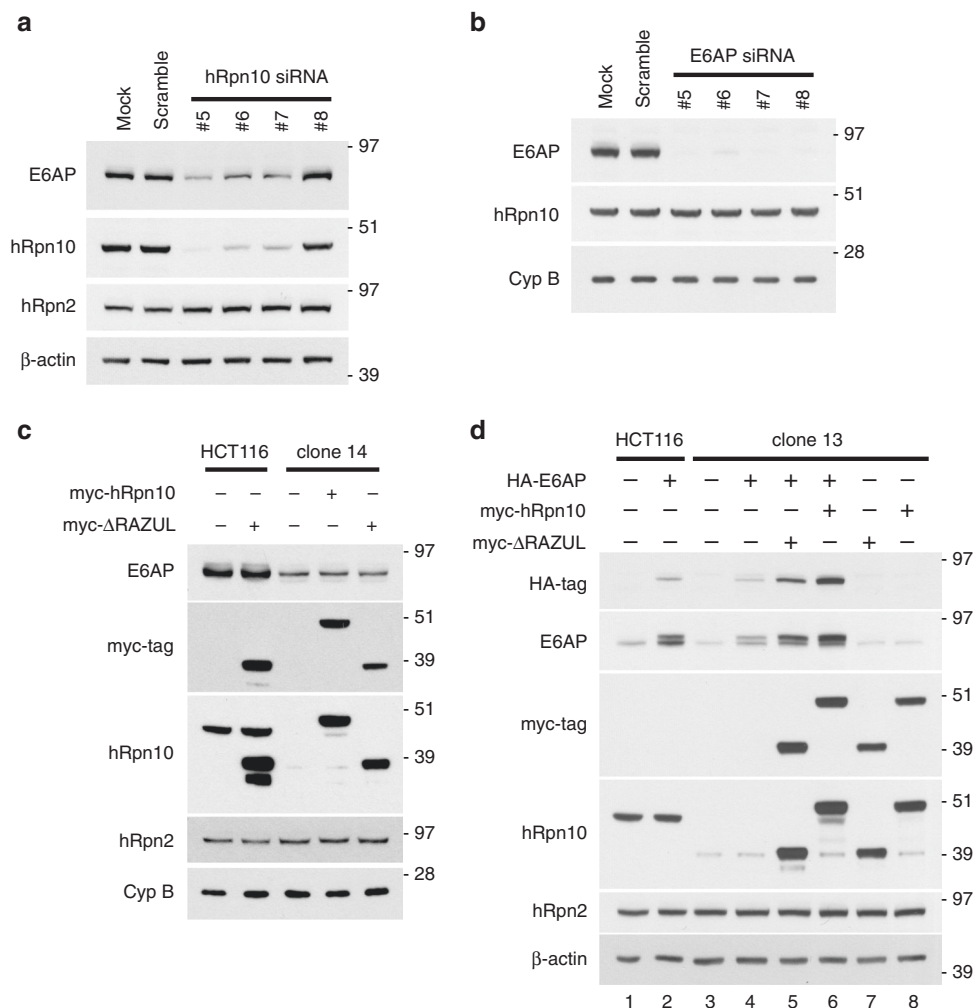 a
hRpn10 siRNA
Mock
Scramble
#5
#6
#7
#8
E6AP
- 97
hRpn10
- 51
hRpn2
- 97
β-actin
- 39
b
E6AP siRNA
Mock
Scramble
#5
#6
#7
#8
E6AP
- 97
hRpn10
- 51
Cyp B
- 28
c
HCT116 clone 14
myc-hRpn10 – – – + –
myc-ΔRAZUL – + – – +
E6AP
- 97
myc-tag
- 51
- 39
hRpn10
- 51
- 39
hRpn2
- 97
Cyp B
- 28
d
HCT116 clone 13
HA-E6AP – + – + + + – –
myc-hRpn10 – – – – – + – +
myc-ΔRAZUL – – – – + – + –
HA-tag
- 97
E6AP
- 97
myc-tag
- 51
- 39
hRpn10
- 51
- 39
hRpn2
- 97
β-actin
- 39
1 2 3 4 5 6 7 8